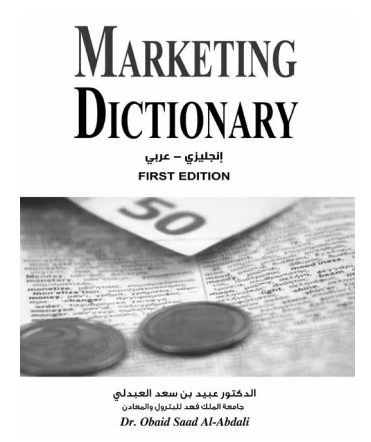 MARKETING
DICTIONARY
إنجليزي – عربي
FIRST EDITION
50
الدكتور عبيد بن سعد العبدلي
جامعة الملك فهد للبترول والمعادن
Dr. Obaid Saad Al-Abdali